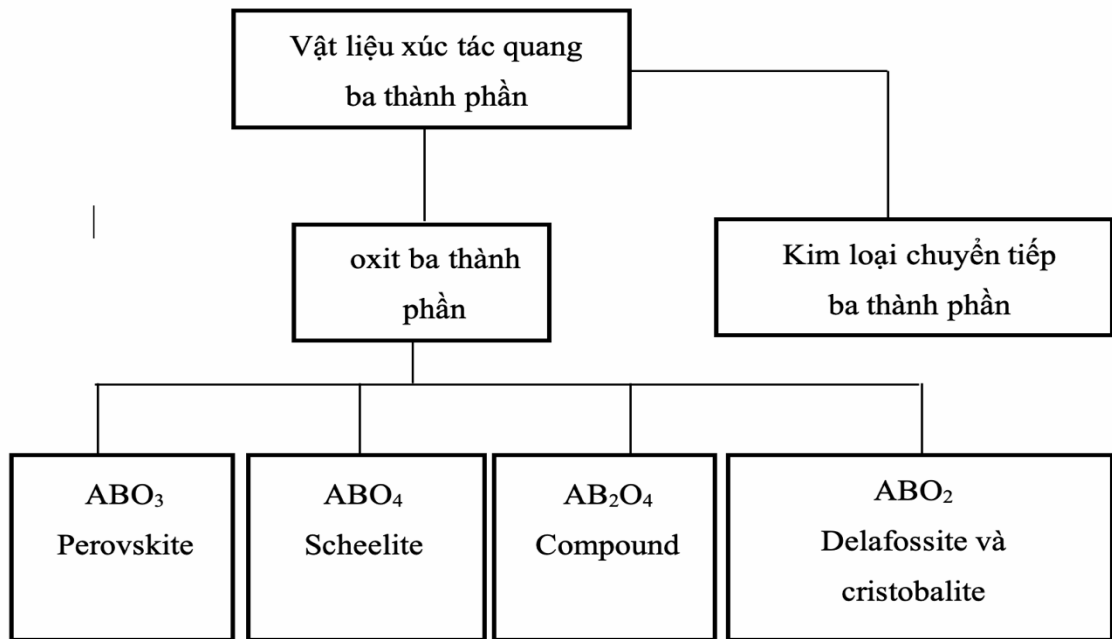 Vật liệu xúc tác quang
ba thành phần
oxit ba thành
phần
Kim loại chuyển tiếp
ba thành phần
ABO₃
Perovskite
ABO₄
Scheelite
AB₂O₄
Compound
ABO₂
Delafossite và
cristobalite